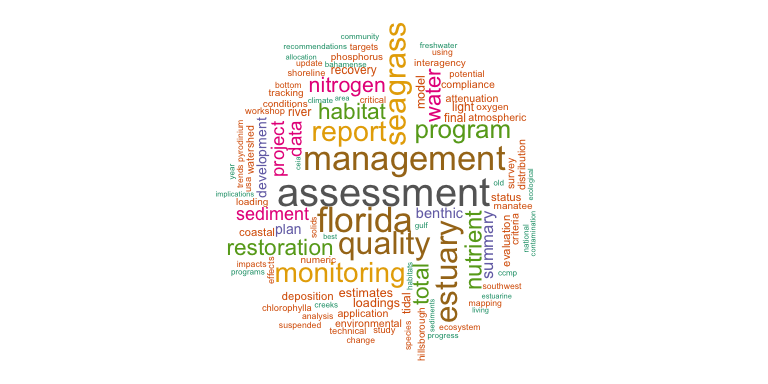 community
recommendations targets
freshwater
using
allocation
phosphorus
seagrass
update bahamense
interagency
shoreline recovery
potential
bottom
nitrogen
model
water
compliance
tracking
climate area critical
attenuation
conditions
habitat
light oxygen
workshop river
final atmospheric
report
program
data
project
development
watershed
pyrodinium
trends
usa
year
ceia
management
survey
distribution
implications
assessment
old
ecological
loading
status
manatee
sediment
florida
benthic
coastal plan
solids
best
gulf
quality
estuary
nutrient
summary
evaluation
criteria
national
contamination
restoration
numeric
impacts
programs
effects
monitoring
habitats
total
ccmp
southwest
deposition estimates
loadings
tidal
estuarine
mapping
living
chlorophylla creeks
analysis application
suspended
environmental
technical study
change
species
hillsborough
sediments
ecosystem
progress